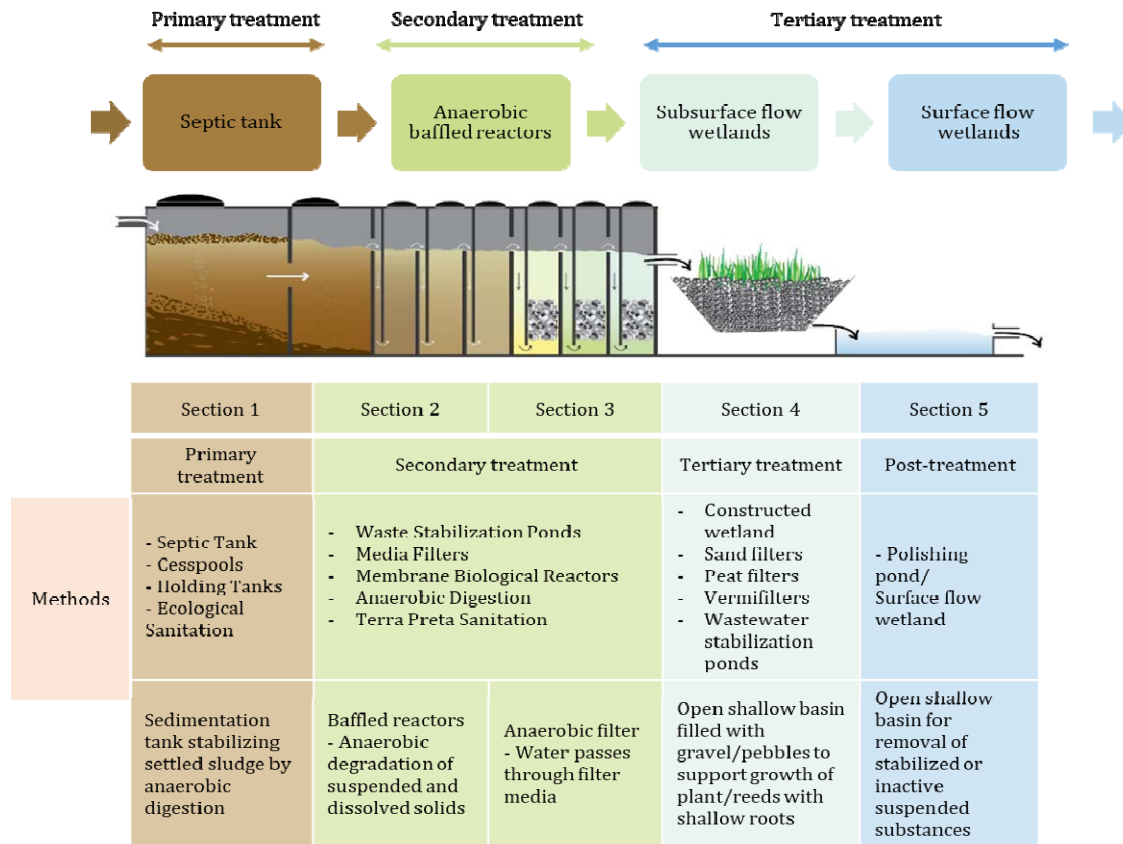 Primary treatment
Secondary treatment
Tertiary treatment
Septic tank
Anaerobic
baffled reactors
Subsurface flow
wetlands
Surface flow
wetlands
Section 1
Section 2
Section 3
Section 4
Section 5
Primary
treatment
Secondary treatment
Tertiary treatment
Post-treatment
Methods
- Septic Tank
- Cesspools
- Holding Tanks
- Ecological
Sanitation
- Waste Stabilization Ponds
- Media Filters
- Membrane Biological Reactors
- Anaerobic Digestion
- Terra Preta Sanitation
- Constructed
wetland
- Sand filters
- Peat filters
- Vermifilters
- Wastewater
stabilization
ponds
- Polishing
pond/
Surface flow
wetland
Sedimentation
tank stabilizing
settled sludge by
anaerobic
digestion
Baffled reactors
- Anaerobic
degradation of
suspended and
dissolved solids
Anaerobic filter
- Water passes
through filter
media
Open shallow basin
filled with
gravel/pebbles to
support growth of
plant/reeds with
shallow roots
Open shallow
basin for
removal of
stabilized or
inactive
suspended
substances